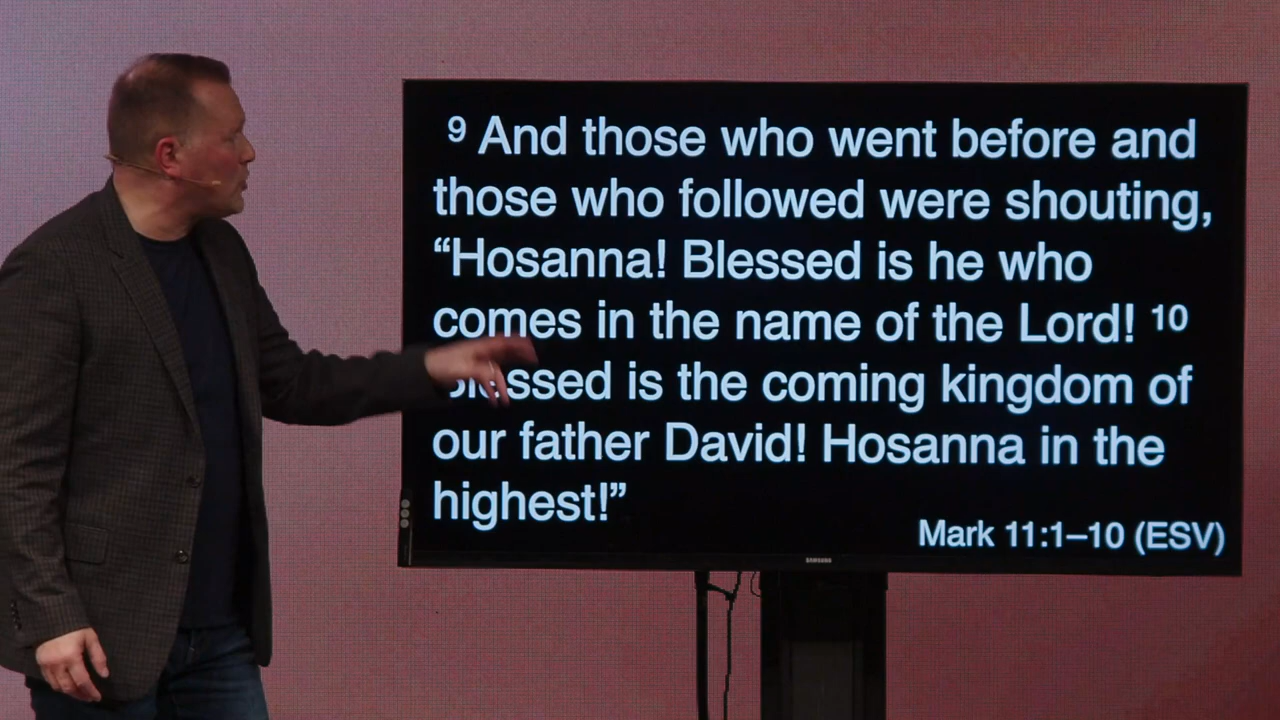 9 And those who went before and
those who followed were shouting,
“Hosanna! Blessed is he who
comes in the name of the Lord! 10
Blessed is the coming kingdom of
our father David! Hosanna in the
highest!”
Mark 11:1–10 (ESV)
SAMSUNG